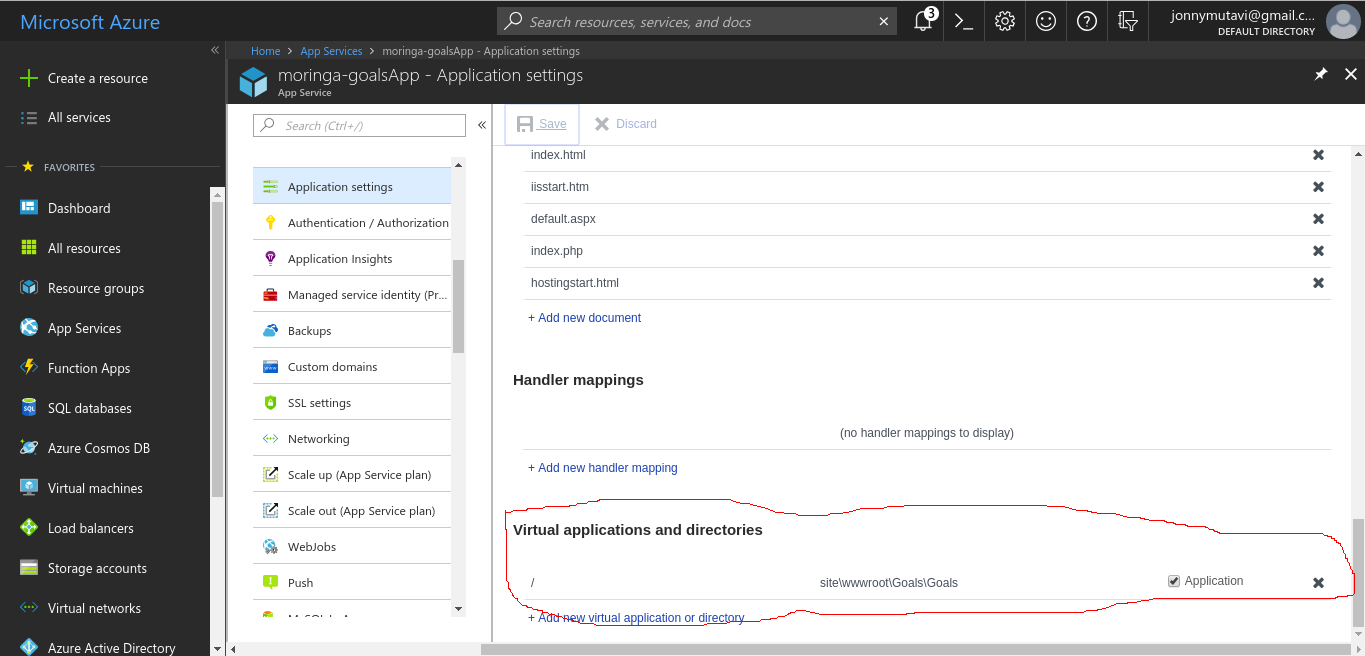 Microsoft Azure
Search resources, services, and docs
3
jonnymutavi@gmail.c...
DEFAULT DIRECTORY
Home > App Services > moringa-goalsApp - Application settings
moringa-goalsApp - Application settings
App Service
Create a resource
All services
FAVORITES
Dashboard
All resources
Resource groups
App Services
Function Apps
SQL databases
Azure Cosmos DB
Virtual machines
Load balancers
Storage accounts
Virtual networks
Azure Active Directory
Search (Ctrl+/)
Application settings
Authentication / Authorization
Application Insights
Managed service identity (Pr...
Backups
Custom domains
SSL settings
Networking
Scale up (App Service plan)
Scale out (App Service plan)
WebJobs
Push
Save Discard
index.html
iisstart.htm
default.aspx
index.php
hostingstart.html
+ Add new document
Handler mappings
(no handler mappings to display)
+ Add new handler mapping
Virtual applications and directories
/ site\wwwroot\Goals\Goals Application
+ Add new virtual application or directory